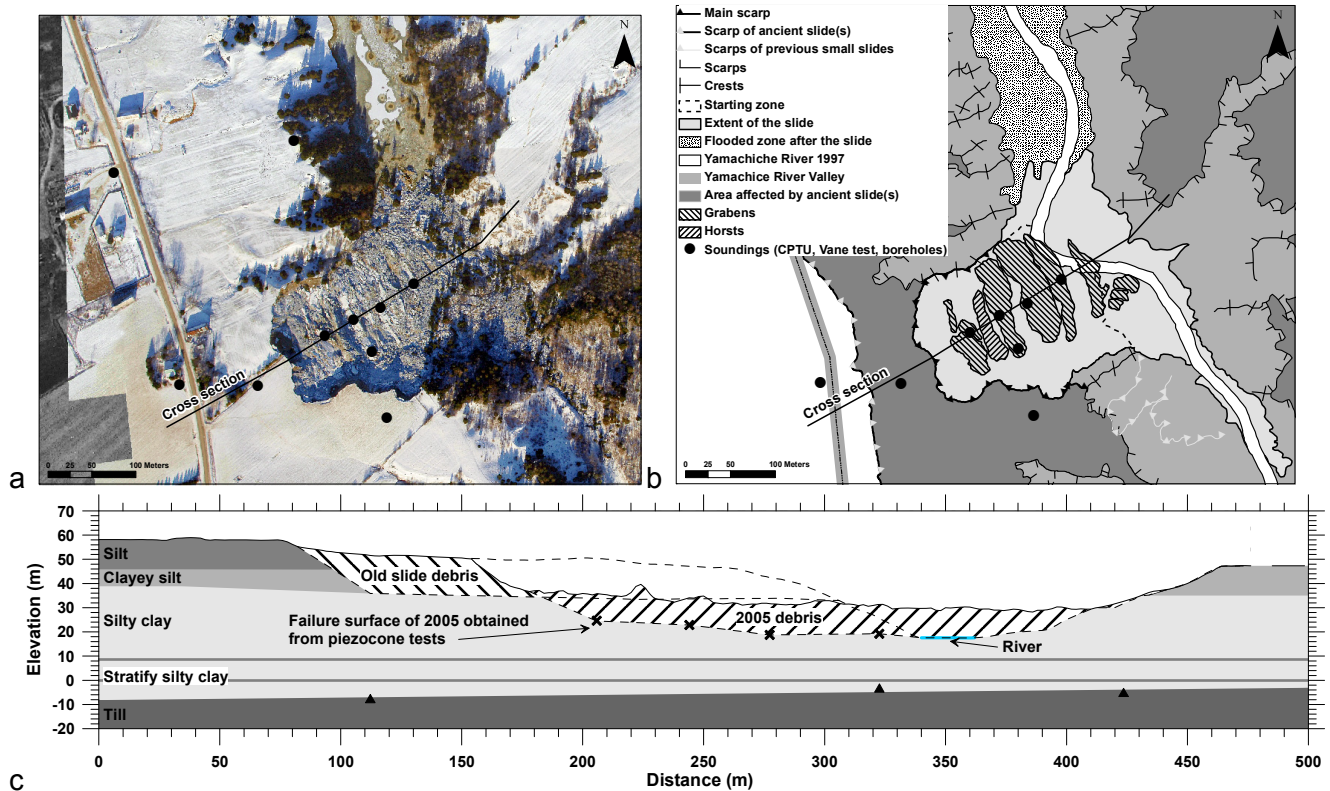 N
Cross section
0 25 50 100 Meters
a
Main scarp
Scarp of ancient slide(s)
Scarps of previous small slides
Scarps
Crests
Starting zone
Extent of the slide
Flooded zone after the slide
Yamachiche River 1997
Yamachice River Valley
Area affected by ancient slide(s)
Grabens
Horsts
Soundings (CPTU, Vane test, boreholes)
N
Cross section
0 25 50 100 Meters
b
70
60
50
40
30
20
10
0
-10
-20
Elevation (m)
Silt
Clayey silt
Silty clay
Stratify silty clay
Till
Old slide debris
Failure surface of 2005 obtained
from piezocone tests
2005 debris
River
0 50 100 150 200 250 300 350 400 450 500
Distance (m)
c